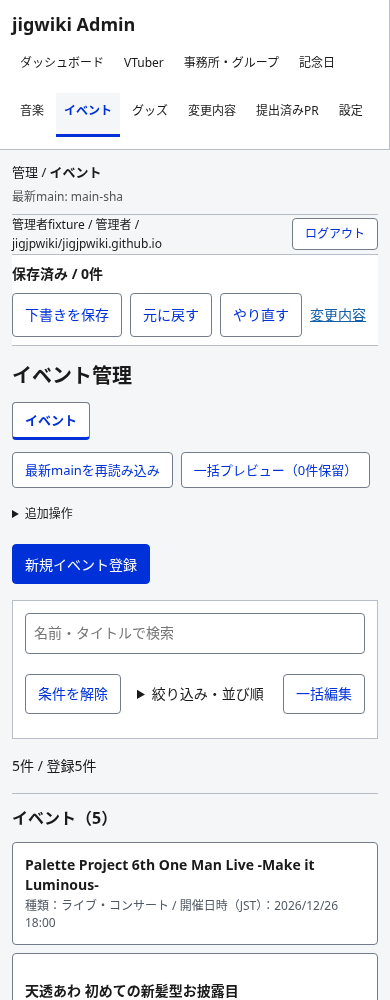 jigwiki Admin
ダッシュボード VTuber 事務所・グループ 記念日
音楽 イベント グッズ 変更内容 提出済みPR 設定
管理 / イベント
最新main: main-sha
管理者fixture / 管理者 /
jigjpwiki/jigjpwiki.github.io
ログアウト
保存済み / 0件
下書きを保存 元に戻す やり直す 変更内容
イベント管理
イベント
最新mainを再読み込み 一括プレビュー（0件保留）
▶ 追加操作
新規イベント登録
名前・タイトルで検索
条件を解除 ▶ 絞り込み・並び順 一括編集
5件 / 登録5件
イベント（5）
Palette Project 6th One Man Live -Make it
Luminous-
種類：ライブ・コンサート / 開催日時（JST）：2026/12/26
18:00
天透あわ 初めての新髪型お披露目